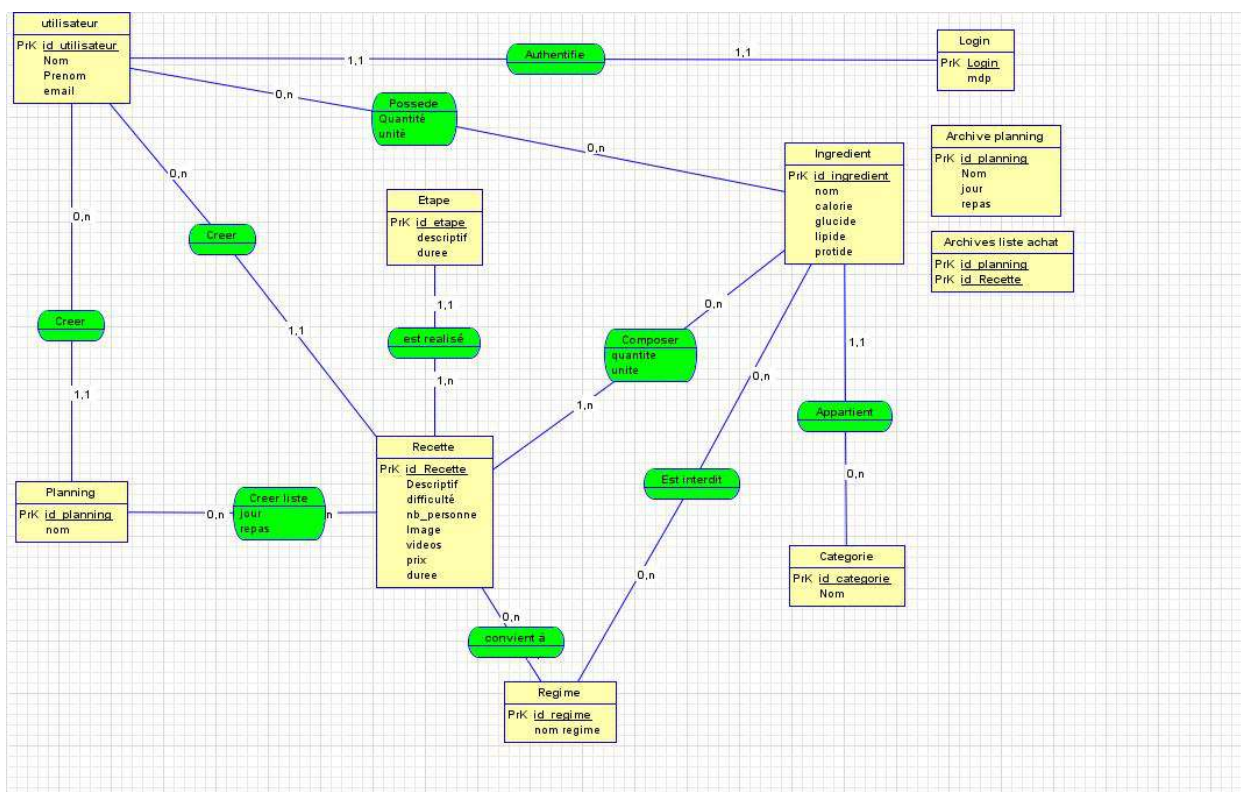 utilisateur
PrK id_utilisateur
Nom
Prenom
email
1,1
Authentifie
1,1
Login
PrK Login
mdp
0,n
Possede
Quantité
unité
0,n
Archive planning
PrK id_planning
Nom
jour
repas
Archives liste achat
PrK id_planning
PrK id_Recette
Ingredient
PrK id_ingredient
nom
calorie
glucide
lipide
protide
Etape
PrK id_etape
descriptif
duree
0,n
Creer
1,1
0,n
Creer
1,1
1,1
est realisé
1,n
0,n
Composer
quantite
unite
1,n
1,1
Appartient
0,n
0,n
Est interdit
0,n
Recette
PrK id_Recette
Descriptif
difficulté
nb_personne
Image
videos
prix
duree
Planning
PrK id_planning
nom
0,n
Creer liste
jour
repas
n
Categorie
PrK id_categorie
Nom
0,n
convient à
Regime
PrK id_regime
nom regime